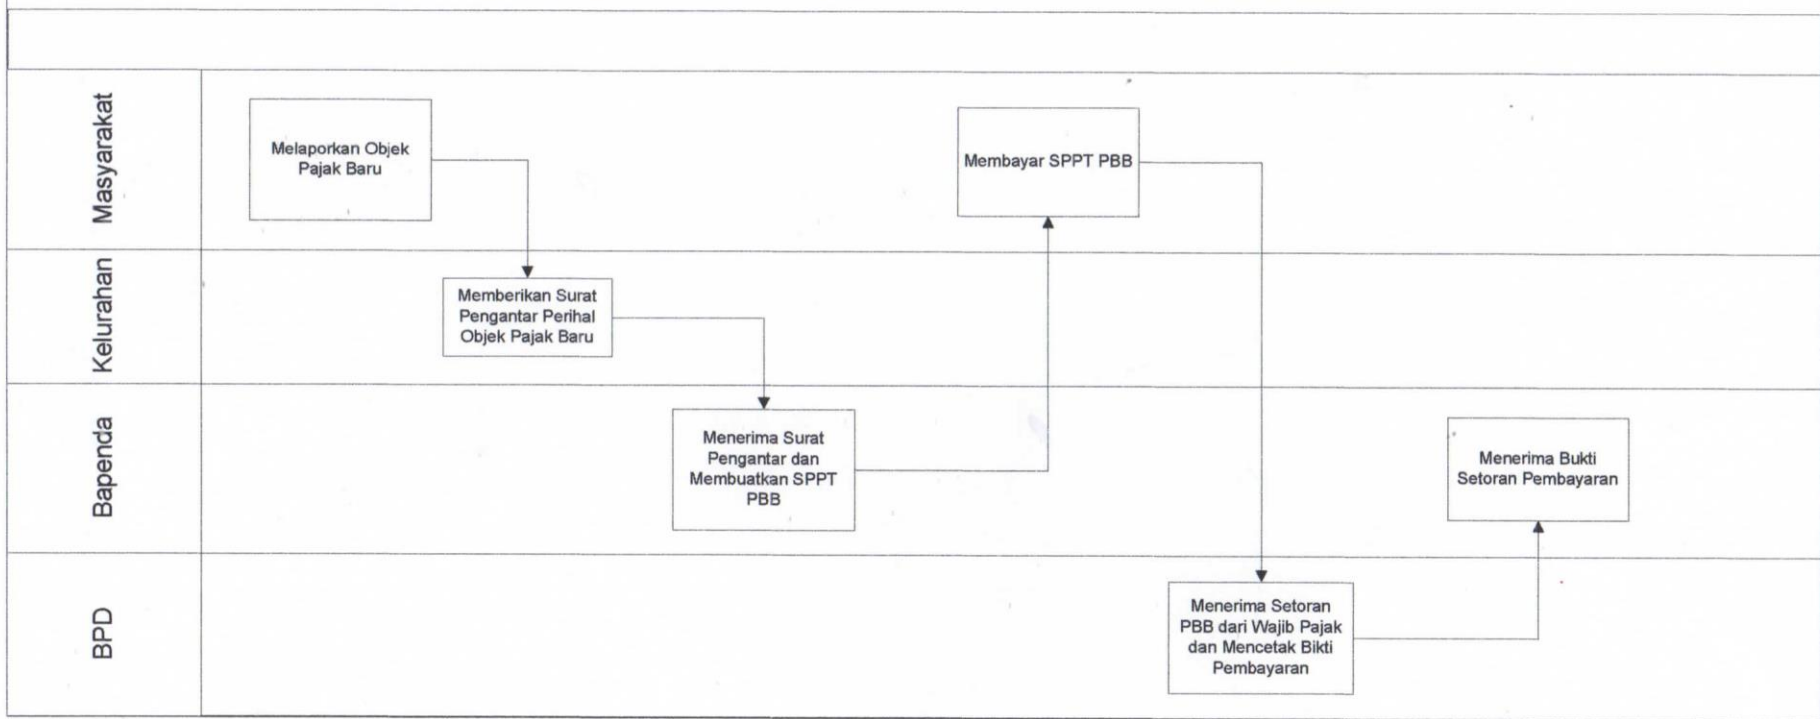 Masyarakat
Melaporkan Objek
Pajak Baru
Membayar SPPT PBB
Kelurahan
Memberikan Surat
Pengantar Perihal
Objek Pajak Baru
Bapenda
Menerima Surat
Pengantar dan
Membuatkan SPPT
PBB
Menerima Bukti
Setoran Pembayaran
BPD
Menerima Setoran
PBB dari Wajib Pajak
dan Mencetak Bikti
Pembayaran